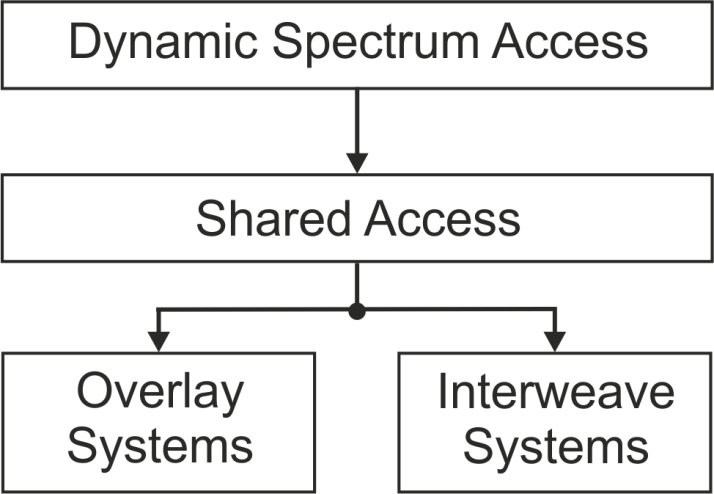 Dynamic Spectrum Access
Shared Access
Overlay
Systems
Interweave
Systems